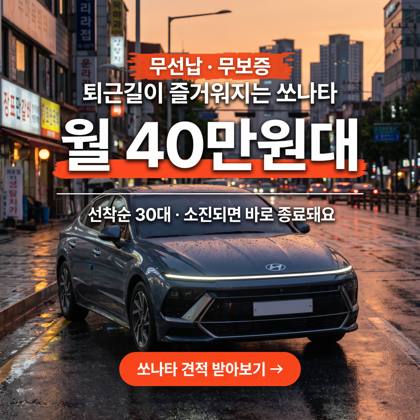 무선납 · 무보증
퇴근길이 즐거워지는 쏘나타
월 40만원대
선착순 30대 · 소진되면 바로 종료돼요
쏘나타 견적 받아보기 →